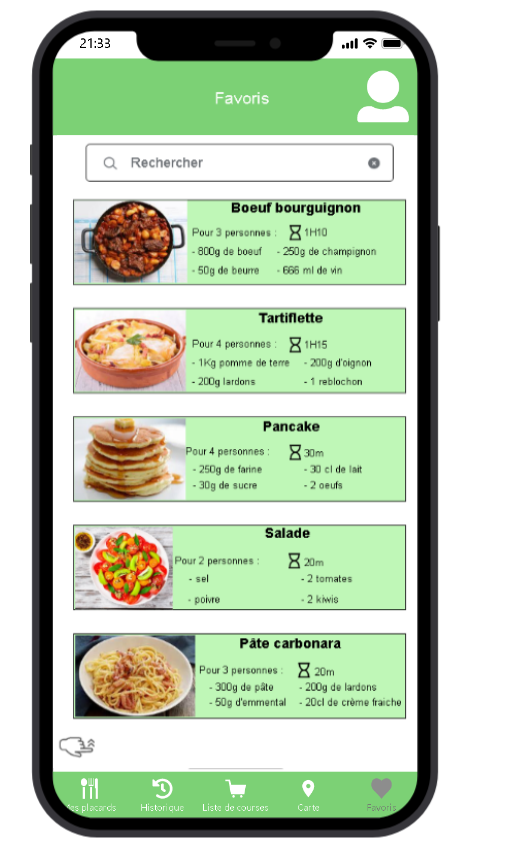 21:33
Favoris
Rechercher
Boeuf bourguignon
Pour 3 personnes : 1H10
- 800g de boeuf - 250g de champignon
- 50g de beurre - 666 ml de vin
Tartiflette
Pour 4 personnes : 1H15
- 1Kg pomme de terre - 200g d'oignon
- 200g lardons - 1 reblochon
Pancake
Pour 4 personnes : 30m
- 250g de farine - 30 cl de lait
- 30g de sucre - 2 oeufs
Salade
Pour 2 personnes : 20m
- sel - 2 tomates
- poivre - 2 kiwis
Pâte carbonara
Pour 3 personnes : 20m
- 300g de pâte - 200g de lardons
- 50g d'emmental - 20cl de crème fraiche
des placards Historique Liste de courses Carte Favoris